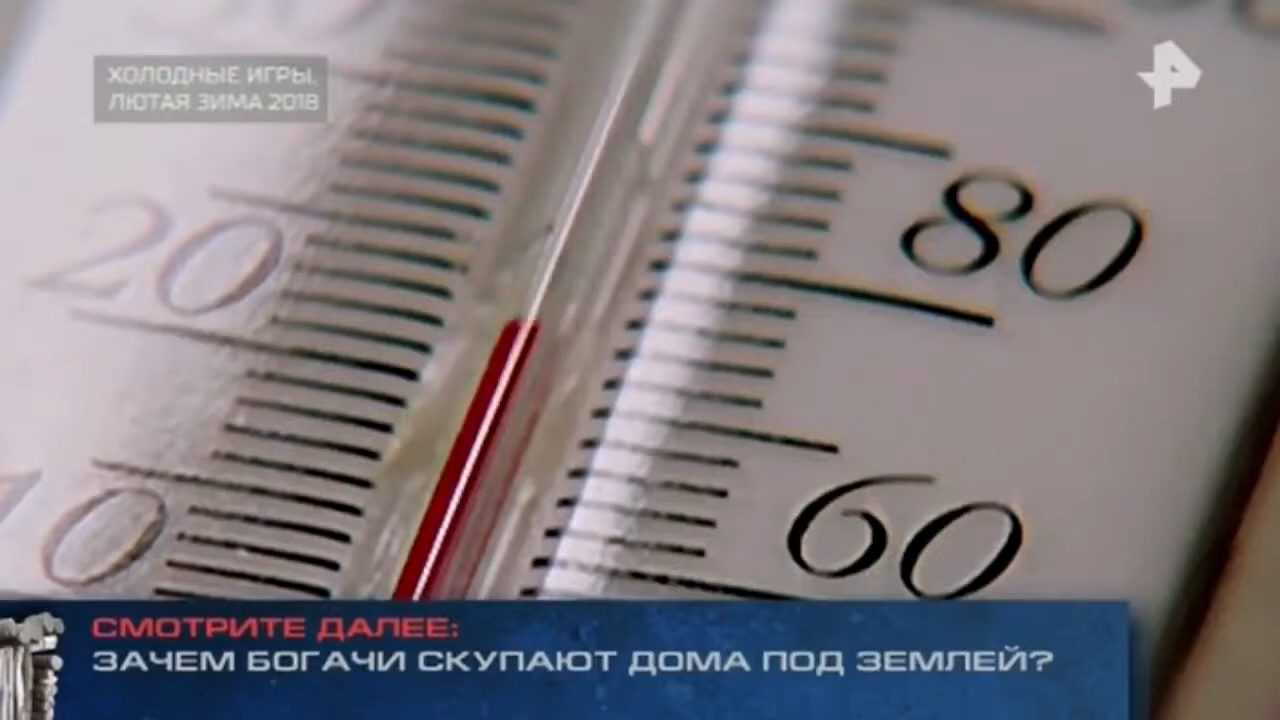 ХОЛОДНЫЕ ИГРЫ.
ЛЮТАЯ ЗИМА 2018
80
20
60
10
СМОТРИТЕ ДАЛЕЕ:
ЗАЧЕМ БОГАЧИ СКУПАЮТ ДОМА ПОД ЗЕМЛЕЙ?